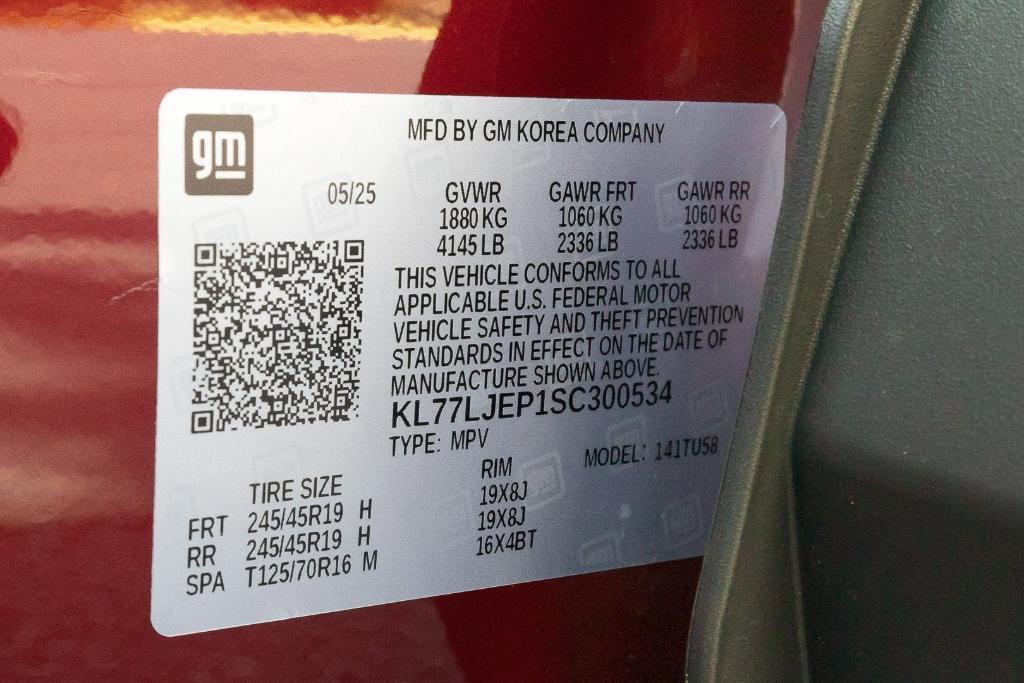 gm
MFD BY GM KOREA COMPANY
05/25 GVWR GAWR FRT GAWR RR
1880 KG 1060 KG 1060 KG
4145 LB 2336 LB 2336 LB
THIS VEHICLE CONFORMS TO ALL
APPLICABLE U.S. FEDERAL MOTOR
VEHICLE SAFETY AND THEFT PREVENTION
STANDARDS IN EFFECT ON THE DATE OF
MANUFACTURE SHOWN ABOVE.
KL77LJEP1SC300534
TYPE: MPV MODEL: 141TU58
TIRE SIZE RIM
FRT 245/45R19 H 19X8J
RR 245/45R19 H 19X8J
SPA T125/70R16 M 16X4BT